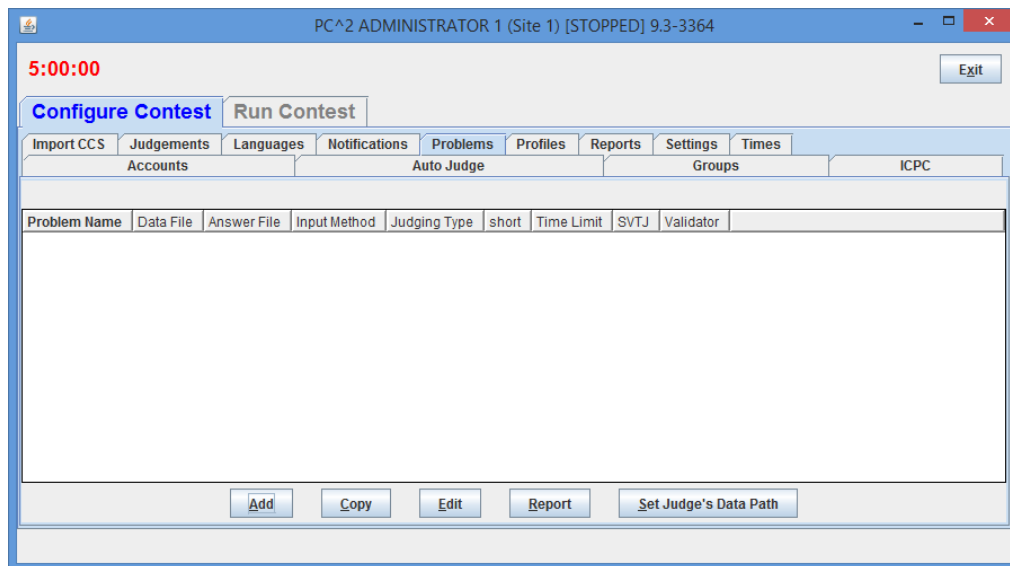 PC^2 ADMINISTRATOR 1 (Site 1) [STOPPED] 9.3-3364
5:00:00
Exit
Configure Contest Run Contest
Import CCS Judgements Languages Notifications Problems Profiles Reports Settings Times
Accounts Auto Judge Groups ICPC
Problem Name Data File Answer File Input Method Judging Type short Time Limit SVTJ Validator
Add Copy Edit Report Set Judge's Data Path